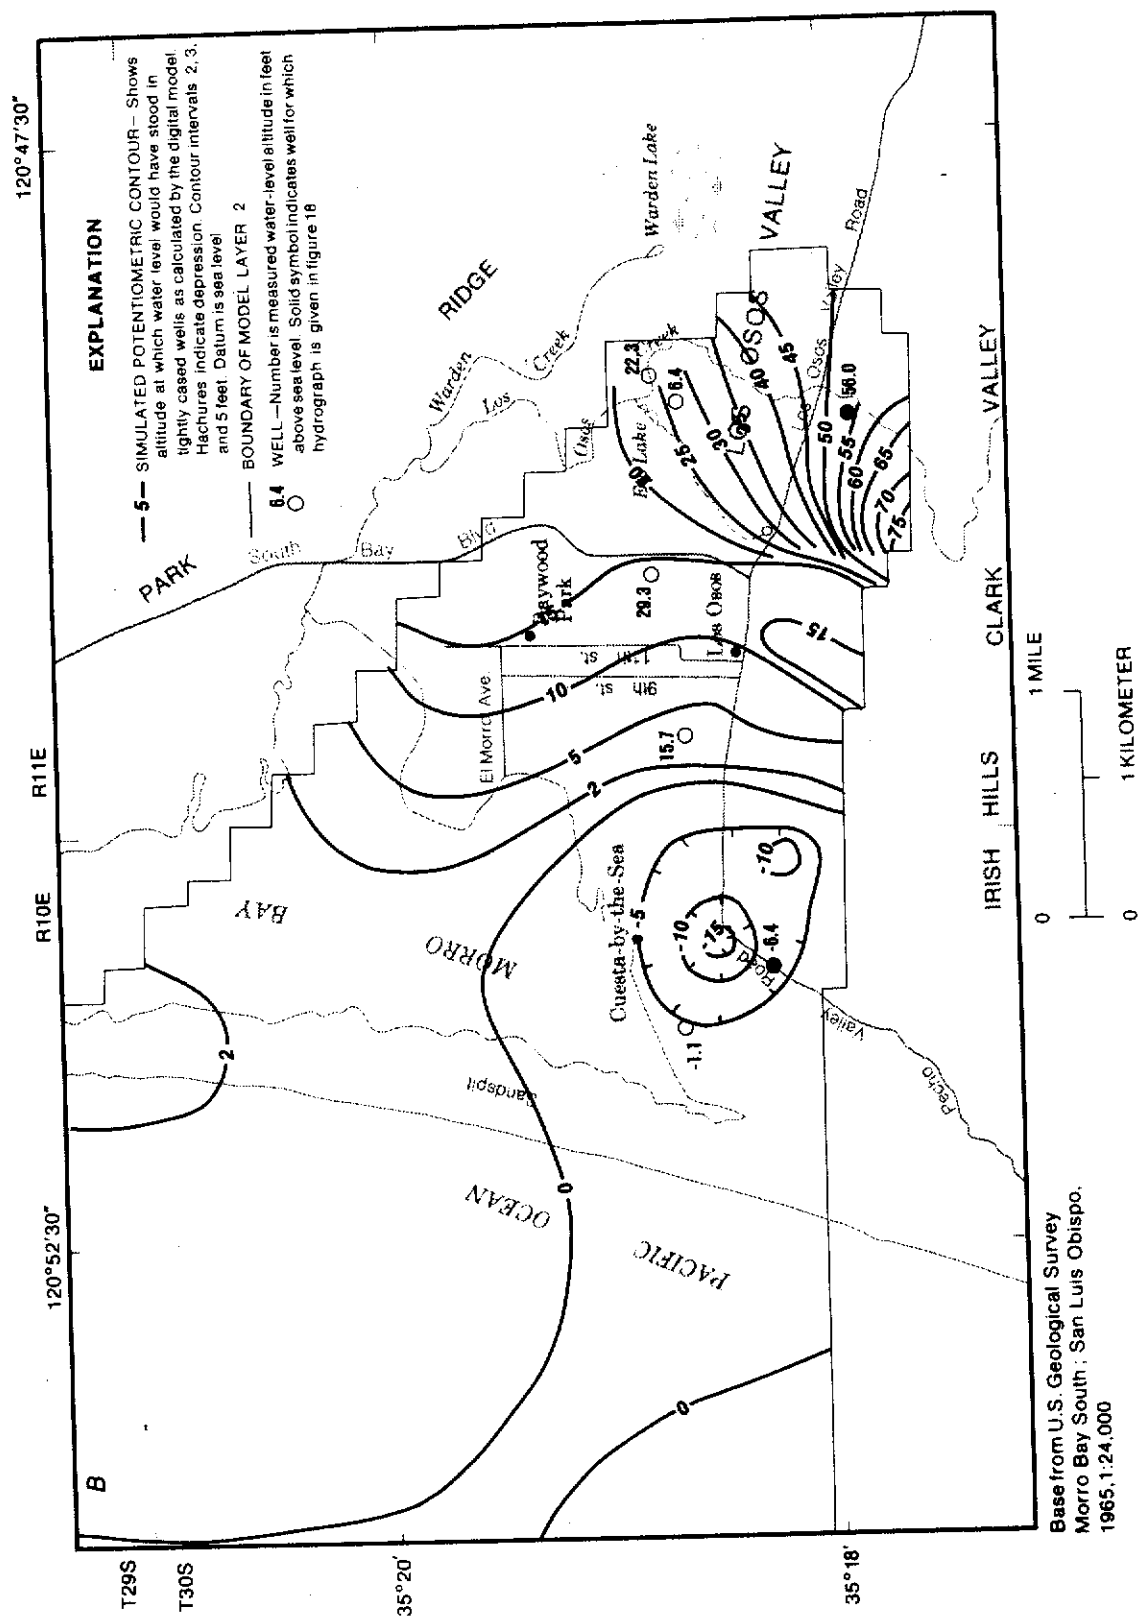 120°52'30"
R10E
R11E
120°47'30"
T29S
T30S
35°20'
35°18'
B
EXPLANATION
— 5 — SIMULATED POTENTIOMETRIC CONTOUR — Shows
altitude at which water level would have stood in
tightly cased wells as calculated by the digital model.
Hachures indicate depression. Contour intervals 2, 3,
and 5 feet. Datum is sea level
BOUNDARY OF MODEL LAYER 2
6.4 WELL — Number is measured water-level altitude in feet
above sea level. Solid symbol indicates well for which
hydrograph is given in figure 18
PARK
RIDGE
South
Bay
Blvd
Warden
Creek
Los
Osos
Creek
Warden Lake
Lake
VALLEY
OSOS
LOS
Los
Osos
Valley
Road
MORRO
BAY
Sandspit
PACIFIC
OCEAN
El Morro Ave
9th
st.
11th
st.
Baywood
Park
Los Osos
Cuesta-by-the-Sea
Pecho
Valley
Road
IRISH HILLS
CLARK VALLEY
2
0
0
2
5
10
15
-5
-10
-15
-10
-6.4
-1.1
15.7
29.3
22.3
6.4
56.0
20
25
30
35
40
45
50
55
60
65
70
75
0
1 MILE
0
1 KILOMETER
Base from U.S. Geological Survey
Morro Bay South; San Luis Obispo,
1965, 1:24,000